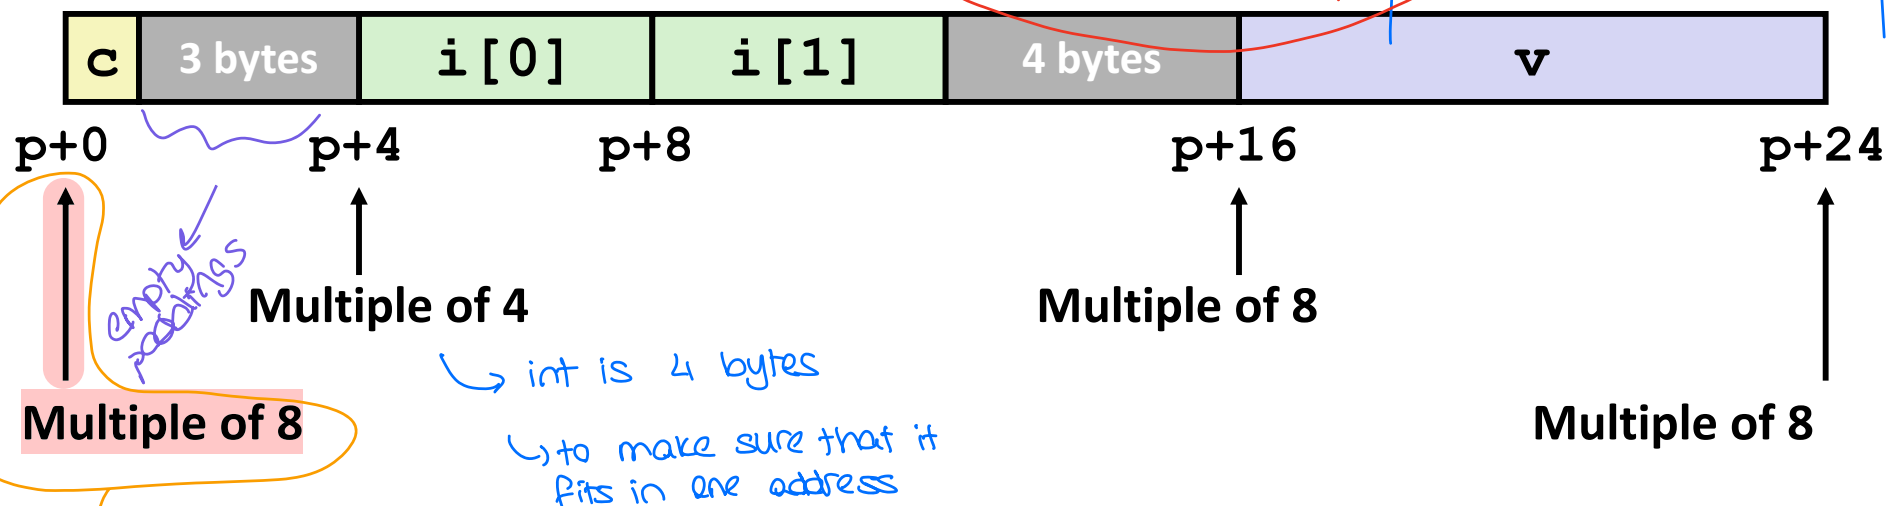 c 3 bytes i[0] i[1] 4 bytes v
p+0 p+4 p+8 p+16 p+24
empty
paddings
Multiple of 4 Multiple of 8
int is 4 bytes
Multiple of 8 Multiple of 8
to make sure that it
fits in one address